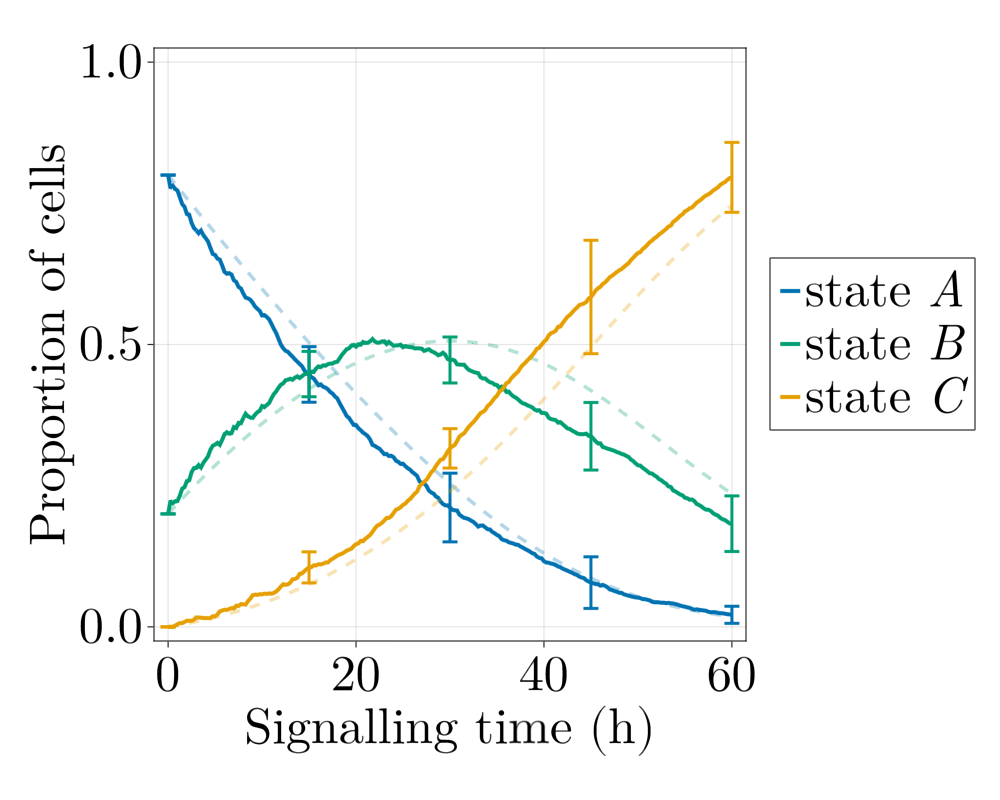 Proportion of cells
1.0
0.5
0.0
0 20 40 60
Signalling time (h)
state A
state B
state C